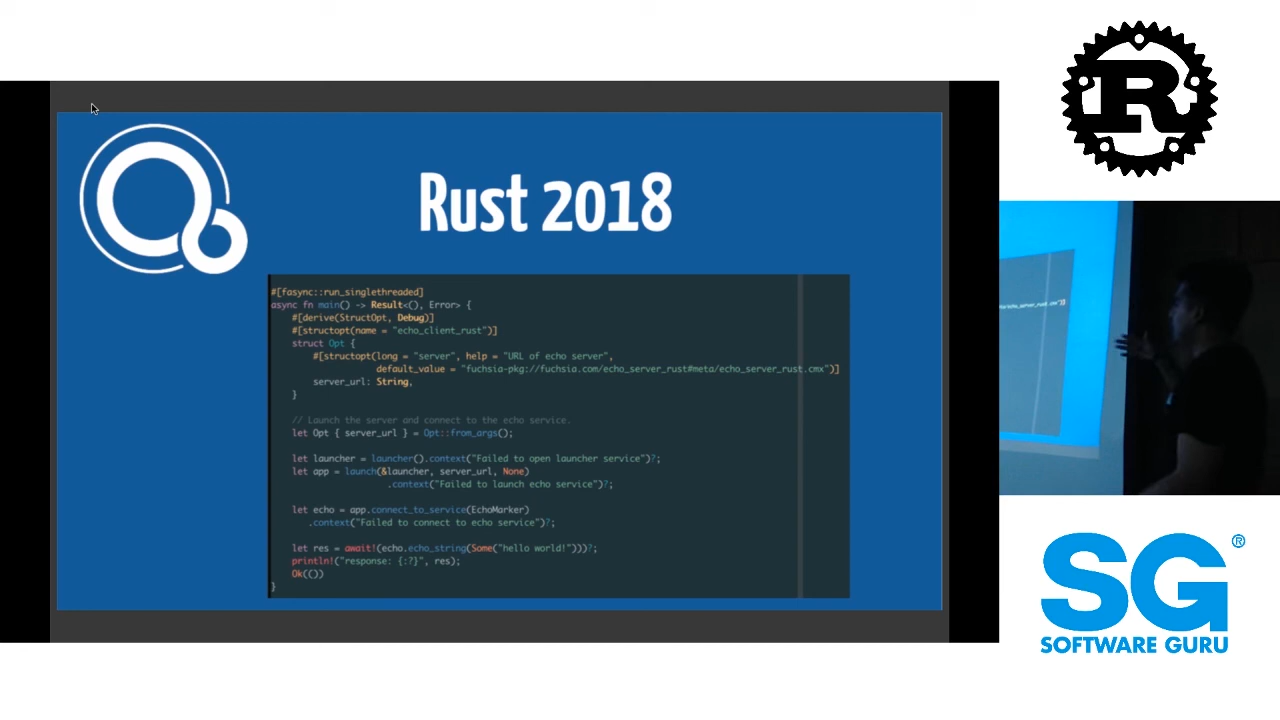 Rust 2018
#[fasync::run_singlethreaded]
async fn main() -> Result<(), Error> {
    #[derive(StructOpt, Debug)]
    #[structopt(name = "echo_client_rust")]
    struct Opt {
        #[structopt(long = "server", help = "URL of echo server",
                    default_value = "fuchsia-pkg://fuchsia.com/echo_server_rust#meta/echo_server_rust.cmx")]
        server_url: String,
    }
    // Launch the server and connect to the echo service.
    let Opt { server_url } = Opt::from_args();
    let launcher = launcher().context("Failed to open launcher service")?;
    let app = launch(&launcher, server_url, None)
                      .context("Failed to launch echo service")?;
    let echo = app.connect_to_service(EchoMarker)
       .context("Failed to connect to echo service")?;
    let res = await!(echo.echo_string(Some("hello world!")))?;
    println!("response: {:?}", res);
    Ok(())
}
R
SG®
SOFTWARE GURU